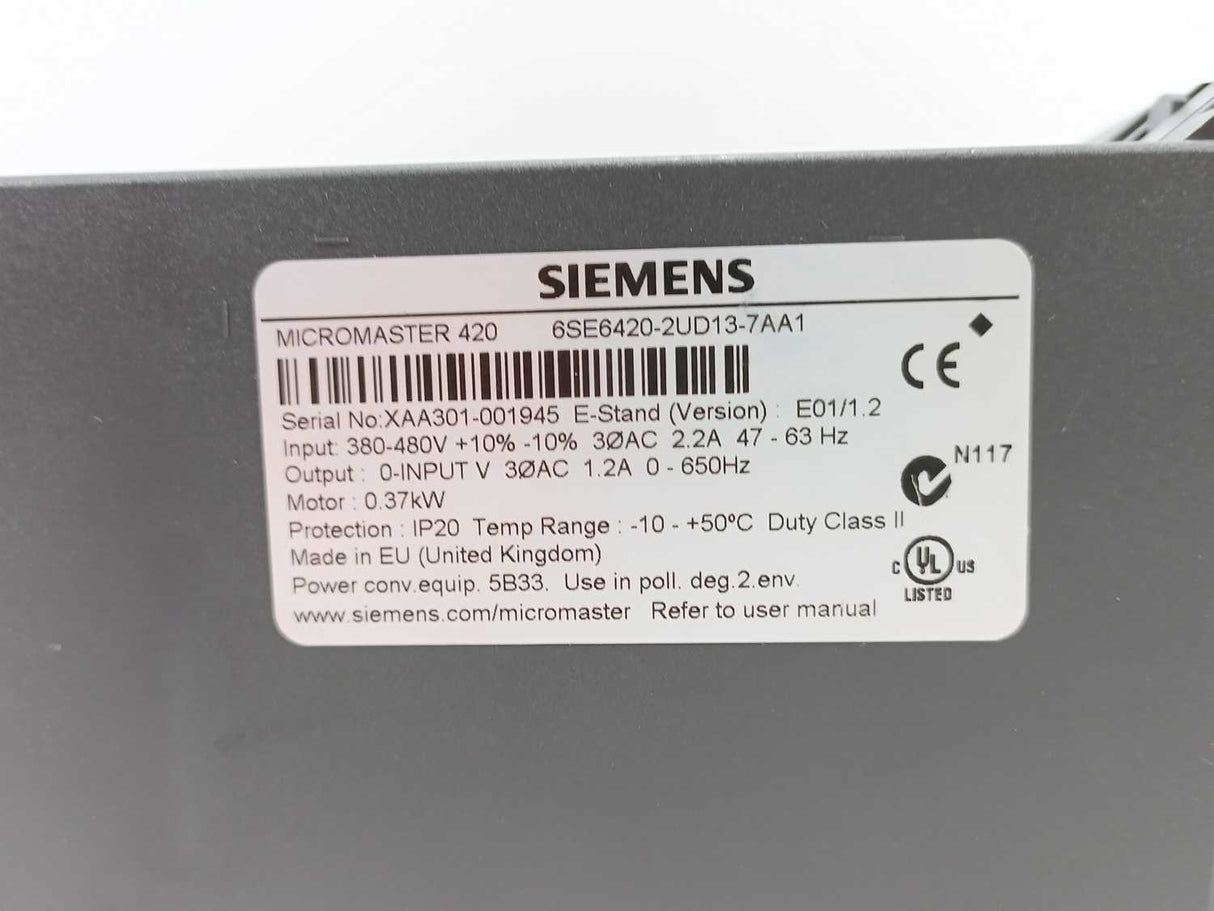 SIEMENS
MICROMASTER 420 6SE6420-2UD13-7AA1
CE
Serial No:XAA301-001945 E-Stand (Version) : E01/1.2
Input: 380-480V +10% -10% 3ØAC 2.2A 47 - 63 Hz
N117
Output : 0-INPUT V 3ØAC 1.2A 0 - 650Hz
Motor : 0.37kW
Protection : IP20 Temp Range : -10 - +50ºC Duty Class II
Made in EU (United Kingdom)
C UL US
LISTED
Power conv.equip. 5B33. Use in poll. deg.2.env.
www.siemens.com/micromaster Refer to user manual